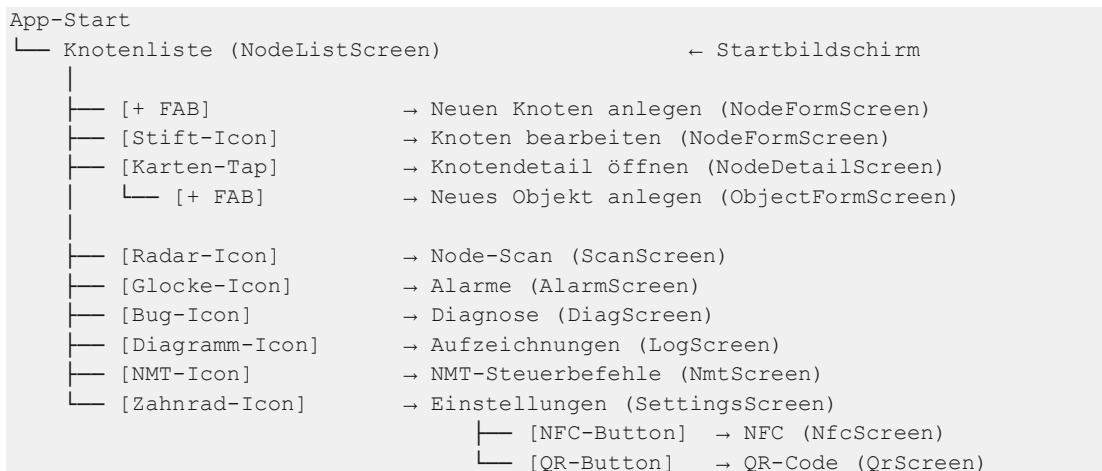 App-Start
└── Knotenliste (NodeListScreen)                    ← Startbildschirm
    │
    ├── [+ FAB]            → Neuen Knoten anlegen (NodeFormScreen)
    ├── [Stift-Icon]       → Knoten bearbeiten (NodeFormScreen)
    ├── [Karten-Tap]       → Knotendetail öffnen (NodeDetailScreen)
    │   └── [+ FAB]        → Neues Objekt anlegen (ObjectFormScreen)
    │
    ├── [Radar-Icon]       → Node-Scan (ScanScreen)
    ├── [Glocke-Icon]      → Alarme (AlarmScreen)
    ├── [Bug-Icon]         → Diagnose (DiagScreen)
    ├── [Diagramm-Icon]    → Aufzeichnungen (LogScreen)
    ├── [NMT-Icon]         → NMT-Steuerbefehle (NmtScreen)
    └── [Zahnrad-Icon]     → Einstellungen (SettingsScreen)
                                ├── [NFC-Button]  → NFC (NfcScreen)
                                └── [QR-Button]   → QR-Code (QrScreen)